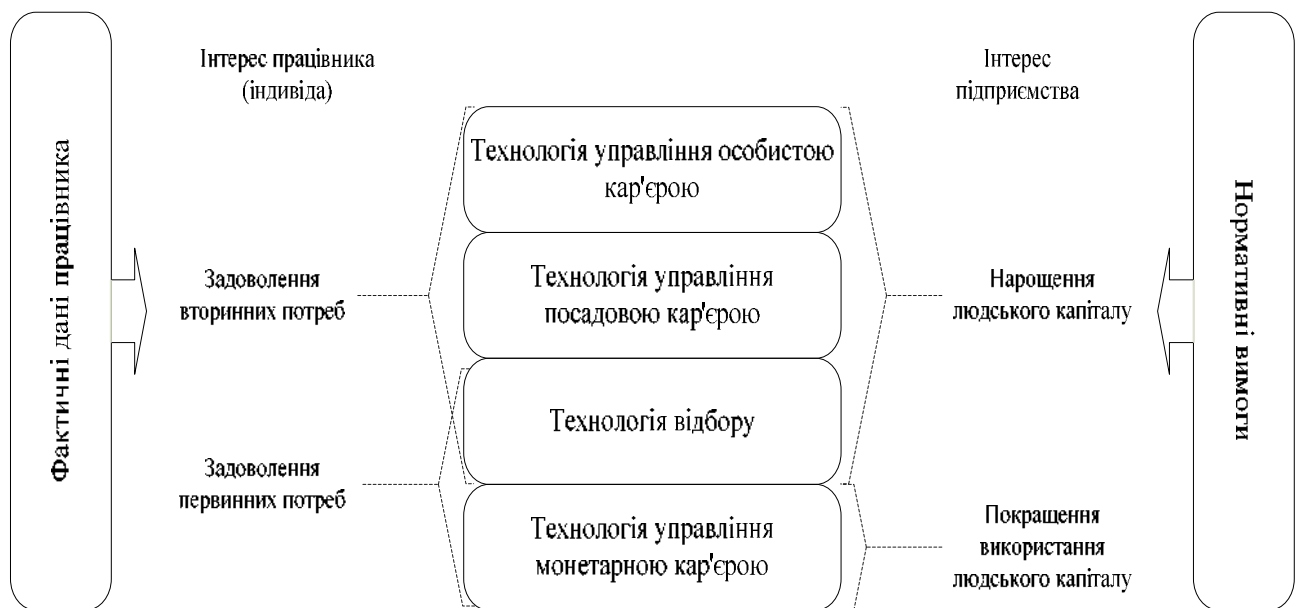 Фактичні дані працівника
Інтерес працівника
(індивіда)
Задоволення
вторинних потреб
Задоволення
первинних потреб
Технологія управління особистою
кар'єрою
Технологія управління
посадовою кар'єрою
Технологія відбору
Технологія управління
монетарною кар'єрою
Інтерес
підприємства
Нарощення
людського капіталу
Покращення
використання
людського капіталу
Нормативні вимоги